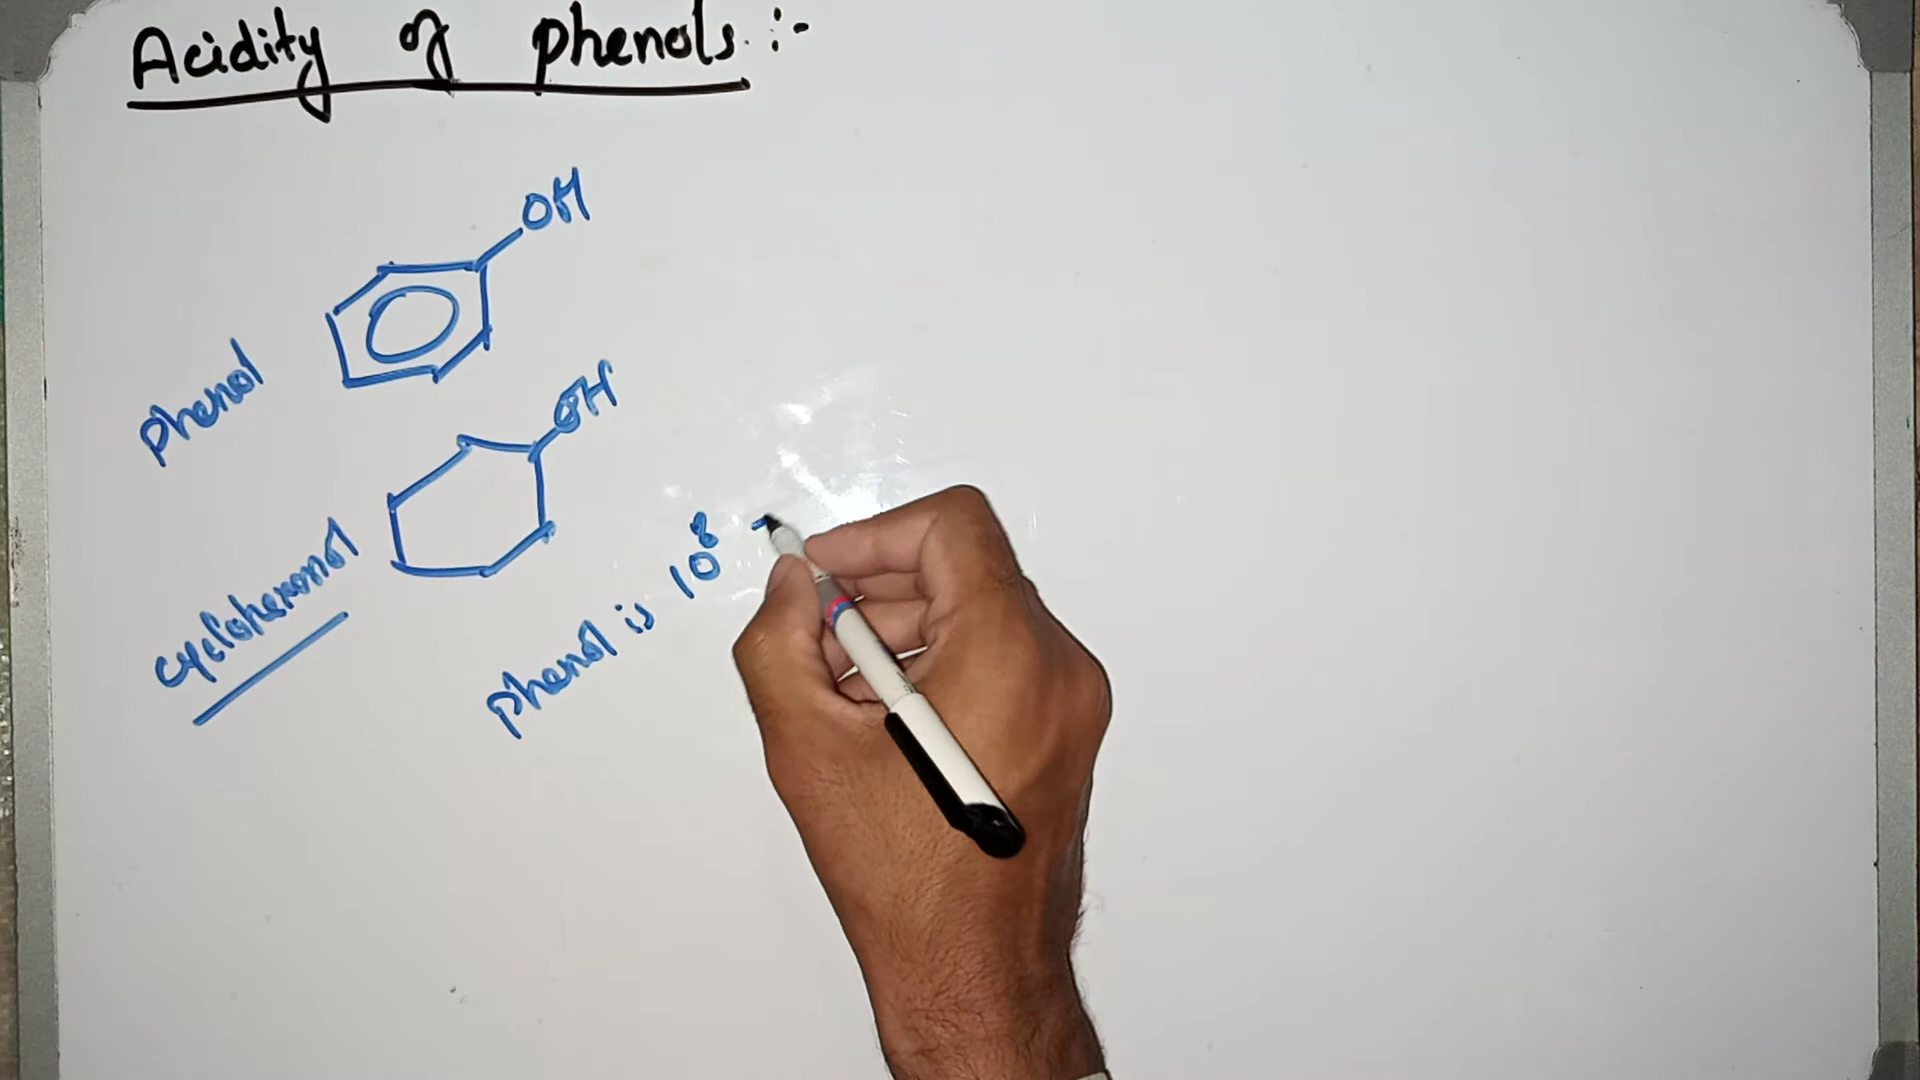 Acidity of phenols :-
OH
phenol
OH
cyclohexanol
phenol is 10⁸